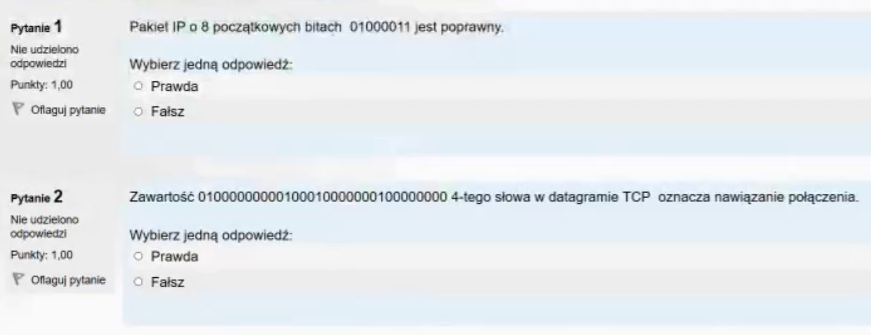 Pytanie 1
Nie udzielono
odpowiedzi
Punkty: 1,00
Oflaguj pytanie
Pakiet IP o 8 początkowych bitach 01000011 jest poprawny.
Wybierz jedną odpowiedź:
Prawda
Fałsz
Pytanie 2
Nie udzielono
odpowiedzi
Punkty: 1,00
Oflaguj pytanie
Zawartość 01000000000100010000000100000000 4-tego słowa w datagramie TCP oznacza nawiązanie połączenia.
Wybierz jedną odpowiedź:
Prawda
Fałsz